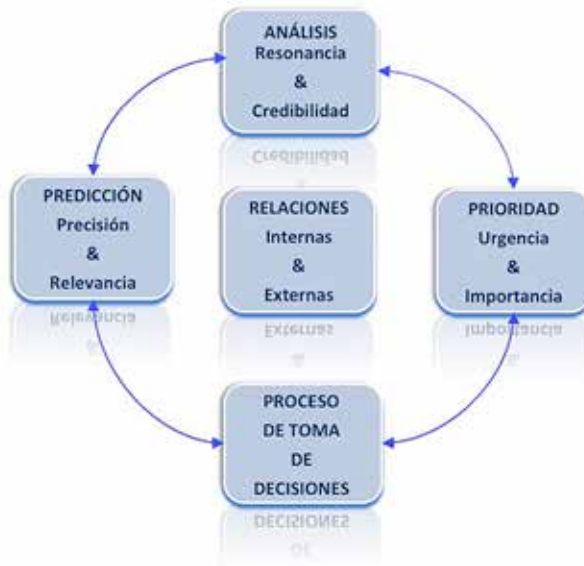 ANÁLISIS
Resonancia
&
Credibilidad
PREDICCIÓN
Precisión
&
Relevancia
RELACIONES
Internas
&
Externas
PRIORIDAD
Urgencia
&
Importancia
PROCESO
DE TOMA
DE
DECISIONES